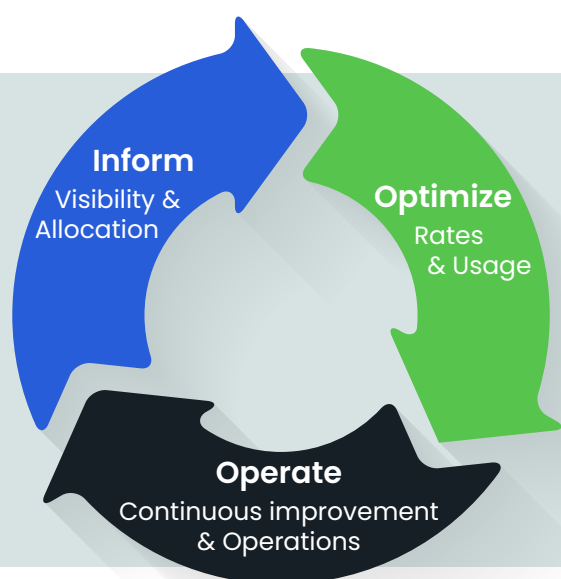 Inform
Visibility &
Allocation
Optimize
Rates
& Usage
Operate
Continuous improvement
& Operations